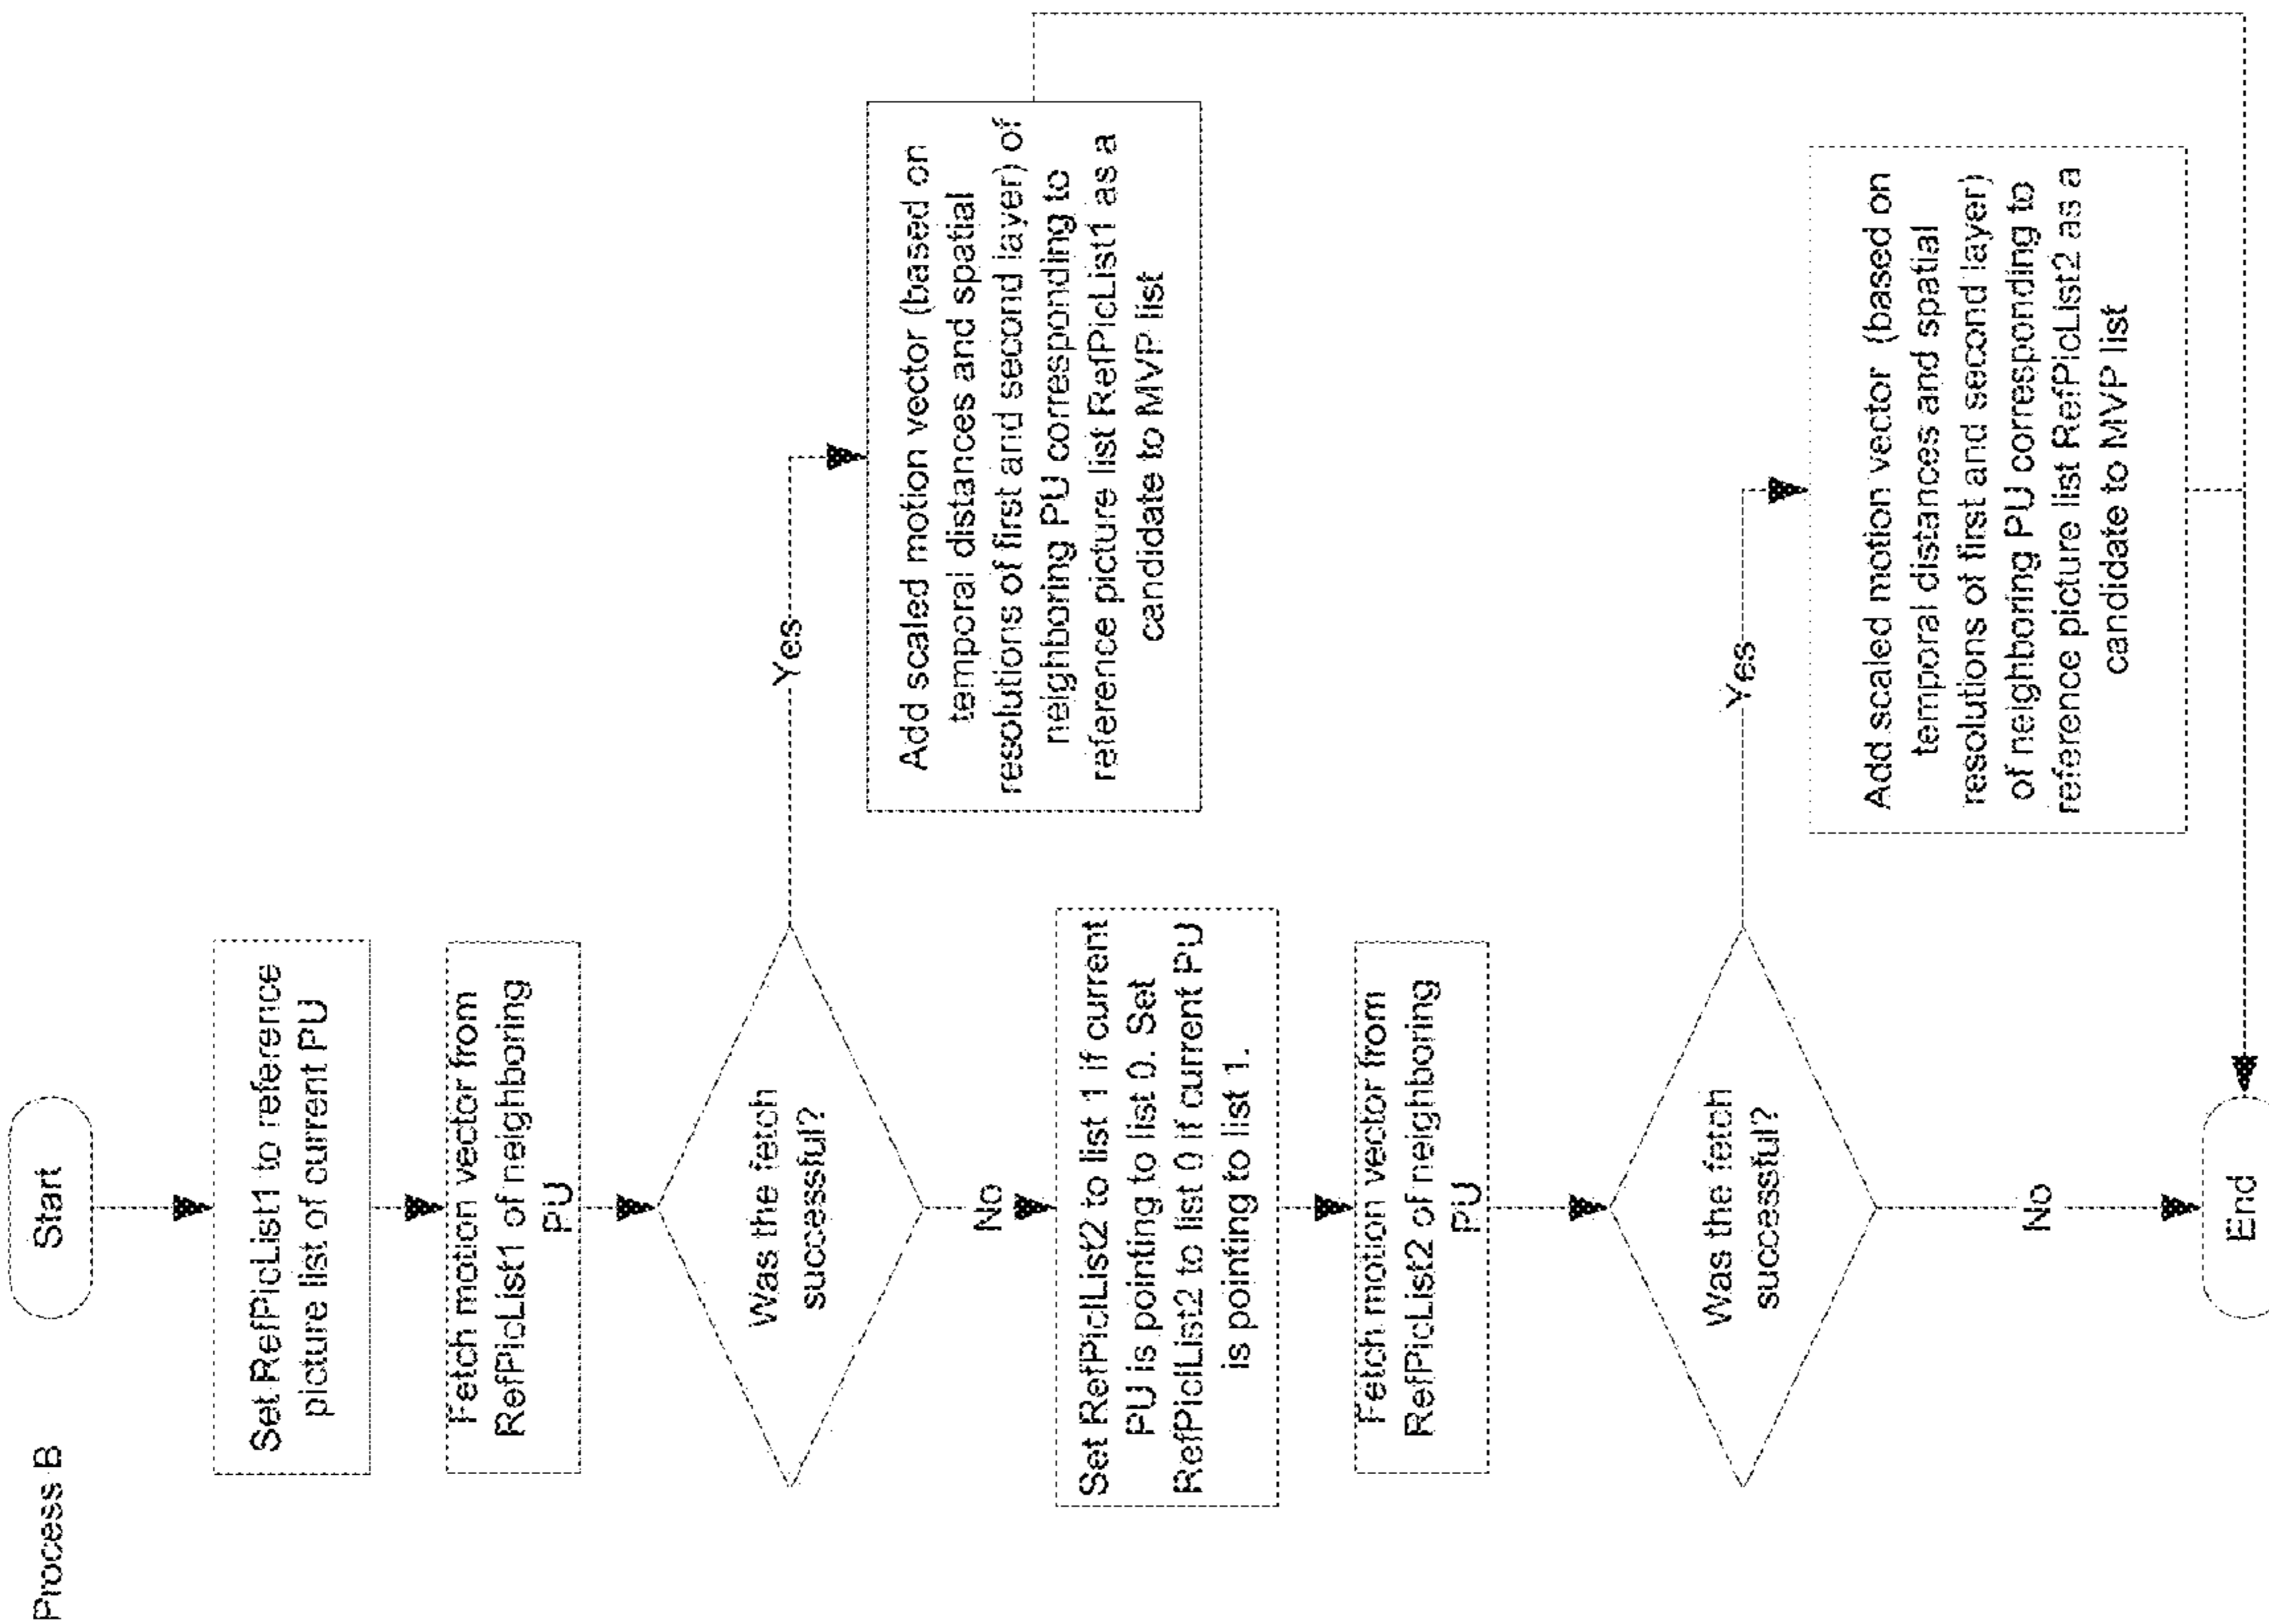 Process B
Start
Set RefPicList1 to reference
picture list of current PU
Fetch motion vector from
RefPicList1 of neighboring
PU
Was the fetch
successful?
Yes
Add scaled motion vector (based on
temporal distances and spatial
resolutions of first and second layer) of
neighboring PU corresponding to
reference picture list RefPicList1 as a
candidate to MVP list
No
Set RefPiclList2 to list 1 if current
PU is pointing to list 0. Set
RefPiclList2 to list 0 if current PU
is pointing to list 1.
Fetch motion vector from
RefPicList2 of neighboring
PU
Was the fetch
successful?
Yes
Add scaled motion vector (based on
temporal distances and spatial
resolutions of first and second layer)
of neighboring PU corresponding to
reference picture list RefPicList2 as a
candidate to MVP list
No
End